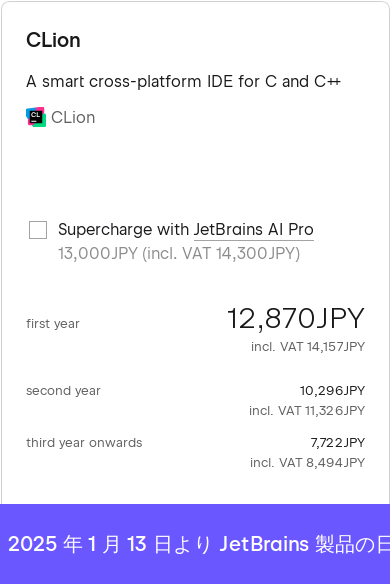 CLion
A smart cross-platform IDE for C and C++
CL
CLion
Supercharge with JetBrains AI Pro
13,000JPY (incl. VAT 14,300JPY)
first year
12,870JPY
incl. VAT 14,157JPY
second year
10,296JPY
incl. VAT 11,326JPY
third year onwards
7,722JPY
incl. VAT 8,494JPY
2025 年 1 月 13 日より JetBrains 製品の日